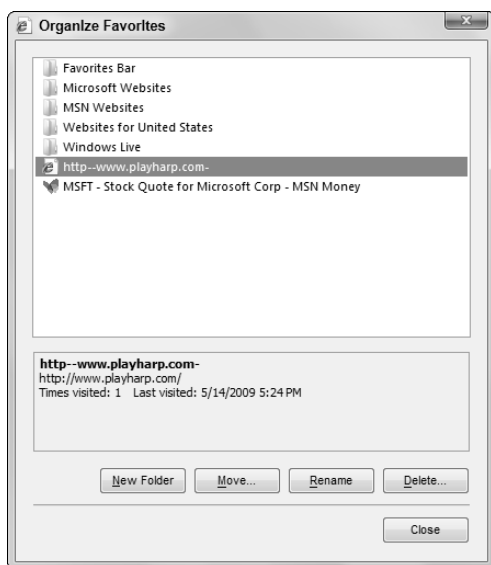 Organize Favorites
Favorites Bar
Microsoft Websites
MSN Websites
Websites for United States
Windows Live
http--www.playharp.com-
MSFT - Stock Quote for Microsoft Corp - MSN Money
http--www.playharp.com-
http://www.playharp.com/
Times visited: 1 Last visited: 5/14/2009 5:24 PM
New Folder Move... Rename Delete...
Close